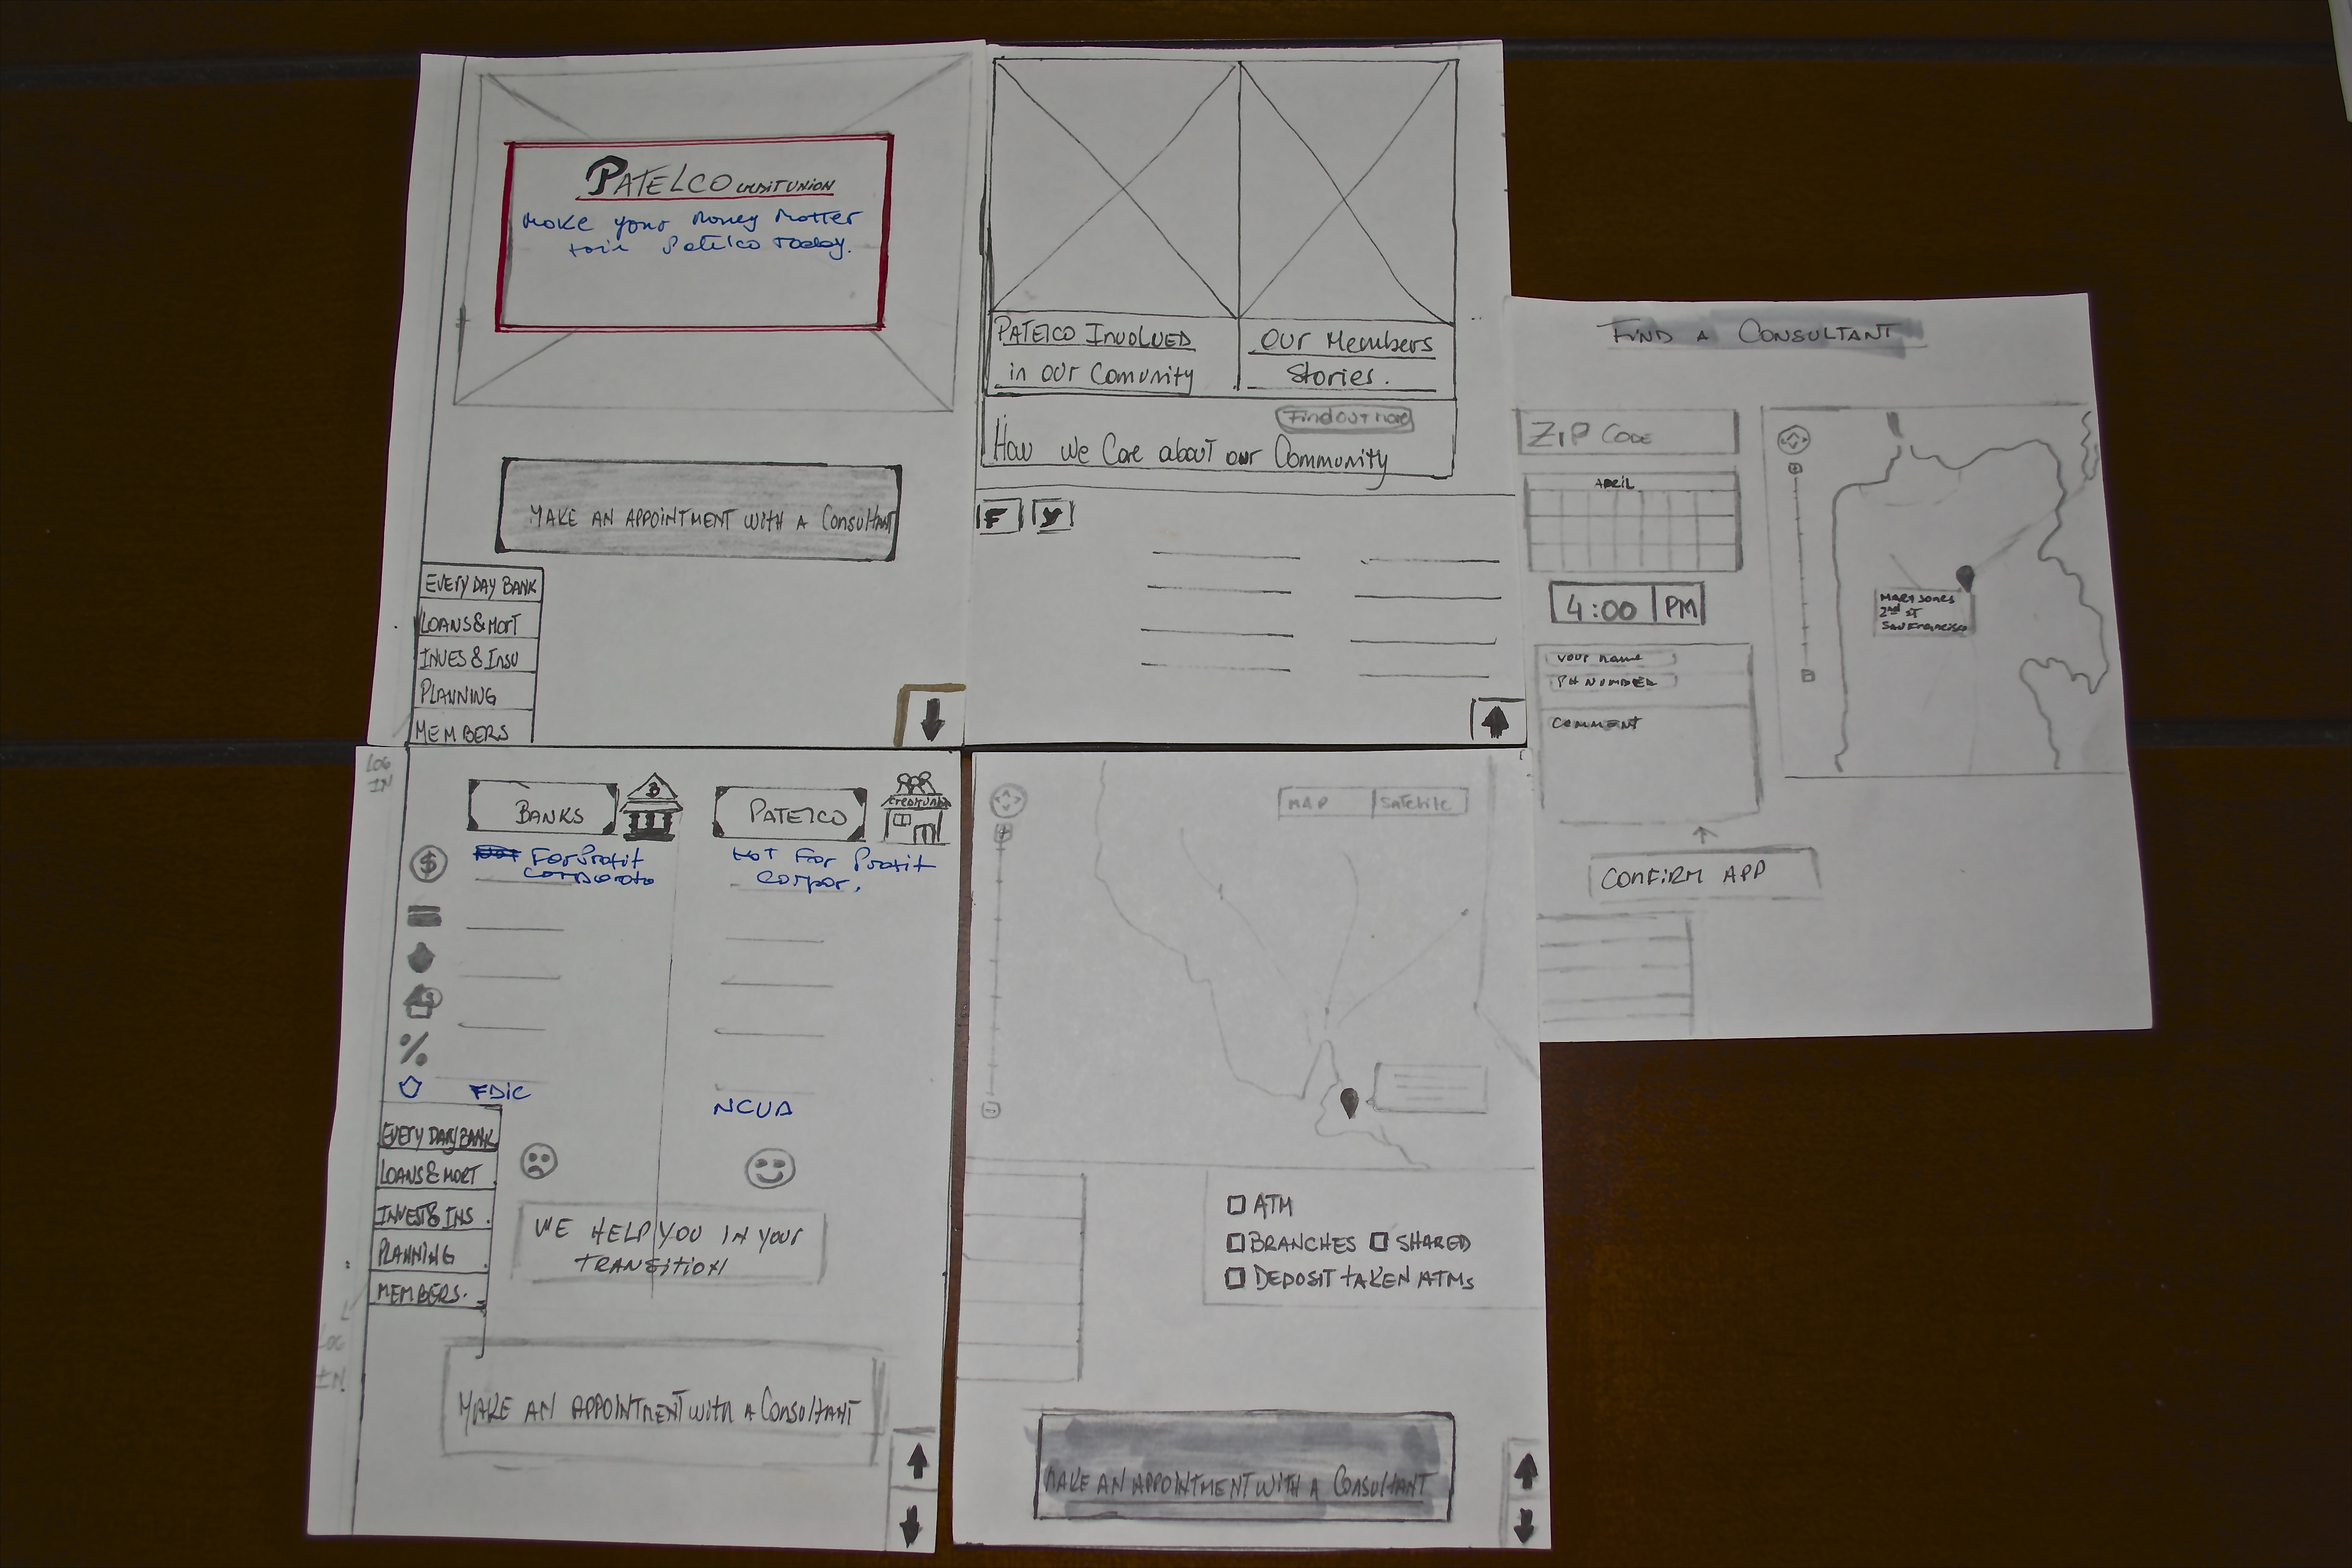 PATELCO CREDIT UNION
Make your Money Matter
Join Patelco Today.
MAKE AN APPOINTMENT WITH A Consultant
EVERY DAY BANK
LOANS & MORT
INVES & INSU
PLANNING
MEMBERS
PATELCO INVOLVED
in our Comunity
Our Members
Stories.
Find out more
How we Care about our Community
F
y
FIND A CONSULTANT
ZIP CODE
APRIL
4:00 PM
YOUR Name
PH NUMBER
COMMENT
MARY JONES
2nd ST
San Francisco
CONFIRM APP
LOG
IN
BANKS
B
PATELCO
CREDIT UNI
$
For Profit
Corporate
Not For Profit
Corpor.
%
FDIC
NCUA
EVERY DAY BANK
LOANS & MORT
INVEST & INS.
PLANNING
MEMBERS.
WE HELP YOU IN YOUR
TRANSITION
LOG
IN
MAKE AN APPOINTMENT with a Consultant
MAP
Satelite
ATM
BRANCHES SHARED
DEPOSIT TAKEN ATMs
MAKE AN APPOINTMENT WITH A CONSULTANT